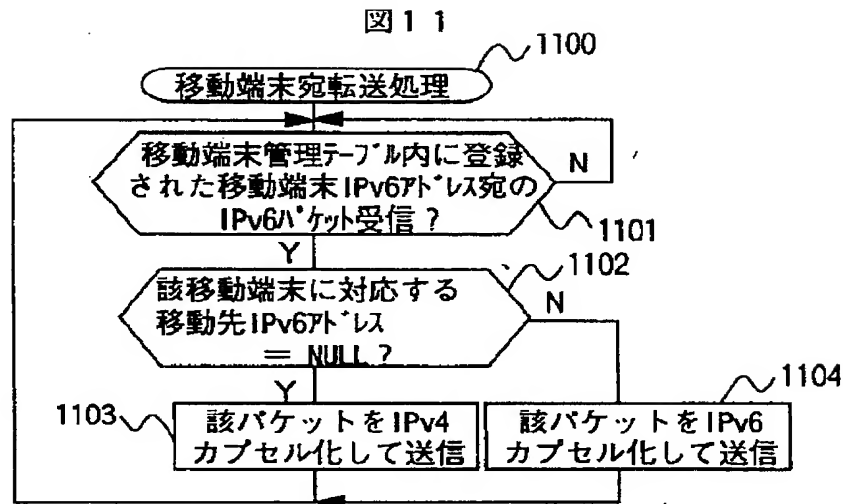 図11
1100
移動端末宛転送処理
移動端末管理テーブル内に登録
された移動端末IPv6アドレス宛の
IPv6パケット受信?
N
1101
Y
1102
該移動端末に対応する
移動先IPv6アドレス
= NULL?
N
Y
1103
該パケットをIPv4
カプセル化して送信
1104
該パケットをIPv6
カプセル化して送信